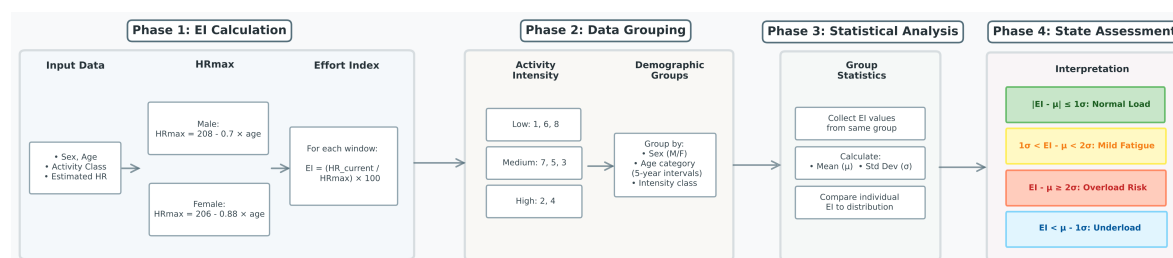 Phase 1: EI Calculation
Input Data
• Sex, Age
• Activity Class
• Estimated HR
HRmax
Male:
HRmax = 208 - 0.7 × age
Female:
HRmax = 206 - 0.88 × age
Effort Index
For each window:
EI = (HR_current /
HRmax) × 100
Phase 2: Data Grouping
Activity
Intensity
Low: 1, 6, 8
Medium: 7, 5, 3
High: 2, 4
Demographic
Groups
Group by:
• Sex (M/F)
• Age category
(5-year intervals)
• Intensity class
Phase 3: Statistical Analysis
Group
Statistics
Collect EI values
from same group
Calculate:
• Mean (μ)  • Std Dev (σ)
Compare individual
EI to distribution
Phase 4: State Assessment
Interpretation
|EI - μ| ≤ 1σ: Normal Load
1σ < EI - μ < 2σ: Mild Fatigue
EI - μ ≥ 2σ: Overload Risk
EI < μ - 1σ: Underload